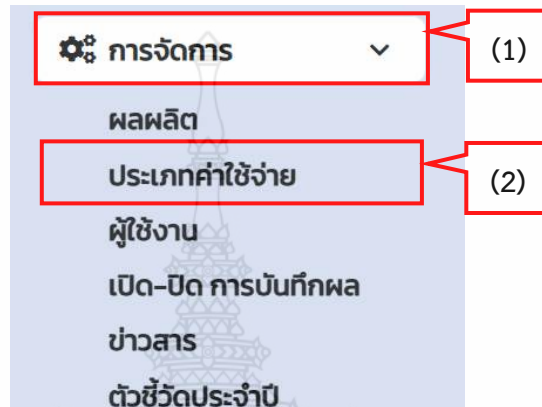 การจัดการ (1)
ผลผลิต
ประเภทค่าใช้จ่าย (2)
ผู้ใช้งาน
เปิด-ปิด การบันทึกผล
ข่าวสาร
ตัวชี้วัดประจำปี